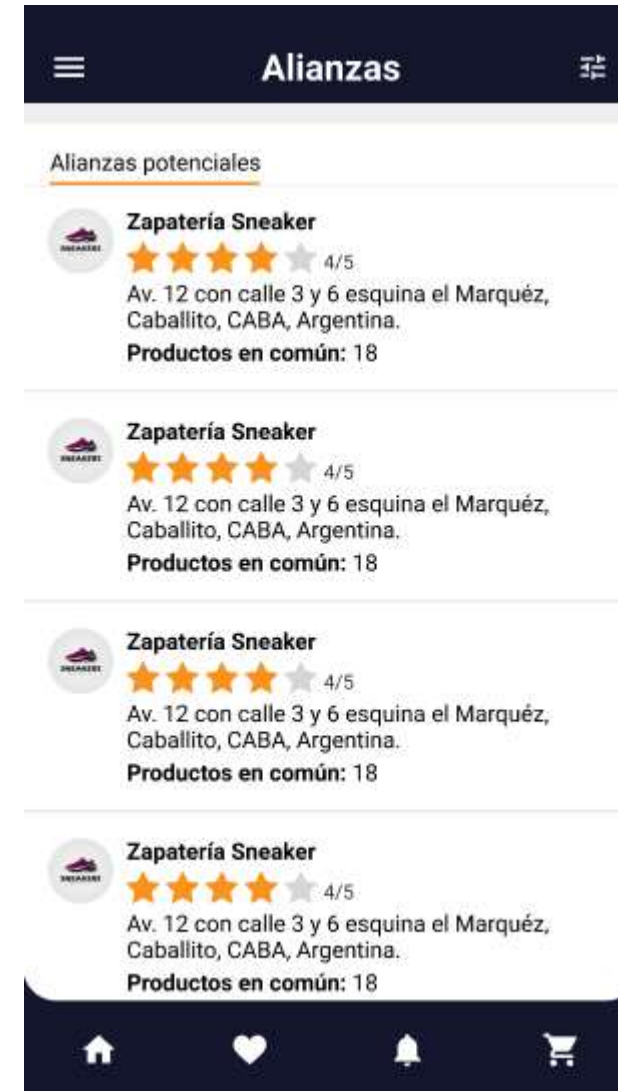 Alianzas
Alianzas potenciales
Zapatería Sneaker
4/5
Av. 12 con calle 3 y 6 esquina el Marquéz,
Caballito, CABA, Argentina.
Productos en común: 18
SNEAKERS
Zapatería Sneaker
4/5
Av. 12 con calle 3 y 6 esquina el Marquéz,
Caballito, CABA, Argentina.
Productos en común: 18
SNEAKERS
Zapatería Sneaker
4/5
Av. 12 con calle 3 y 6 esquina el Marquéz,
Caballito, CABA, Argentina.
Productos en común: 18
SNEAKERS
Zapatería Sneaker
4/5
Av. 12 con calle 3 y 6 esquina el Marquéz,
Caballito, CABA, Argentina.
Productos en común: 18
SNEAKERS